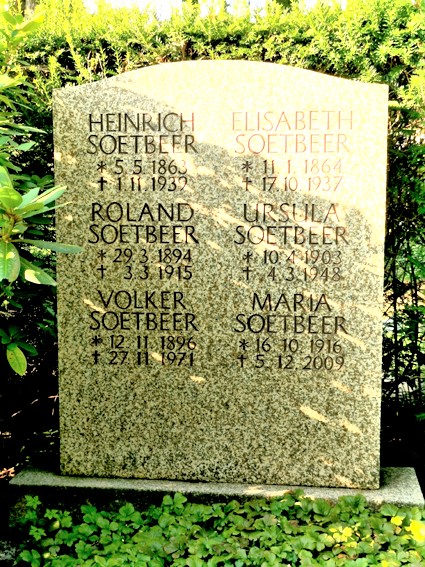 HEINRICH
SOETBEER
* 5. 5. 1863
† 1. 11. 1939
ELISABETH
SOETBEER
* 11. 1. 1864
† 17. 10. 1937
ROLAND
SOETBEER
* 29. 3. 1894
† 3. 3. 1915
URSULA
SOETBEER
* 10. 4. 1903
† 4. 3. 1948
VOLKER
SOETBEER
* 12. 11. 1896
† 27. 11. 1971
MARIA
SOETBEER
* 16. 10. 1916
† 5. 12. 2009